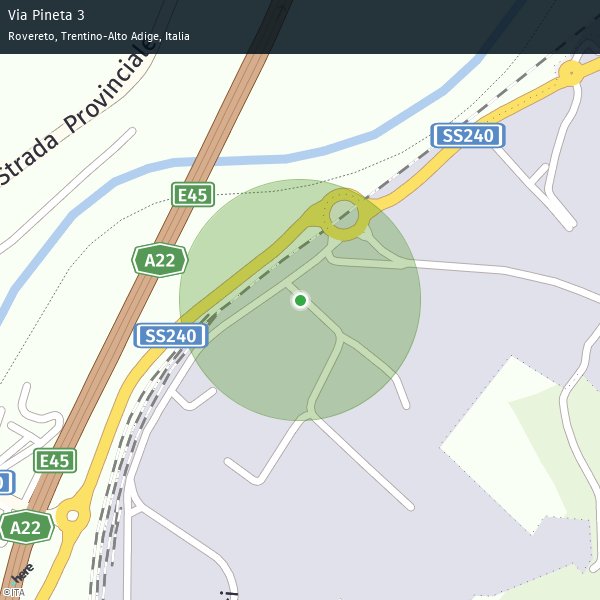 Via Pineta 3
Rovereto, Trentino-Alto Adige, Italia
Strada Provinciale
SS240
E45
A22
SS240
E45
A22
here
©ITA